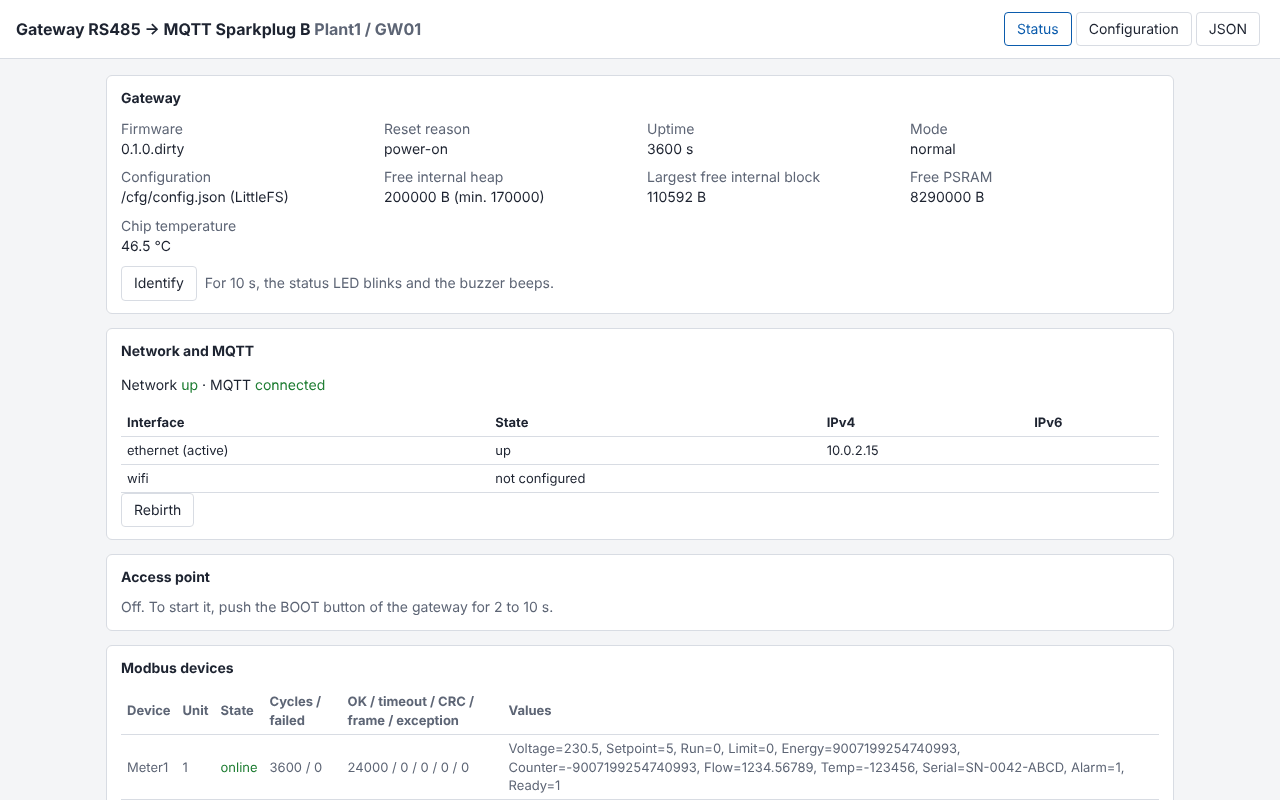 Gateway RS485 → MQTT Sparkplug B Plant1 / GW01
Status
Configuration
JSON
Gateway
Firmware
0.1.0.dirty
Reset reason
power-on
Uptime
3600 s
Mode
normal
Configuration
/cfg/config.json (LittleFS)
Free internal heap
200000 B (min. 170000)
Largest free internal block
110592 B
Free PSRAM
8290000 B
Chip temperature
46.5 °C
Identify
For 10 s, the status LED blinks and the buzzer beeps.
Network and MQTT
Network up · MQTT connected
Interface State IPv4 IPv6
ethernet (active) up 10.0.2.15
wifi not configured
Rebirth
Access point
Off. To start it, push the BOOT button of the gateway for 2 to 10 s.
Modbus devices
Device
Unit
State
Cycles /
failed
OK / timeout / CRC /
frame / exception
Values
Meter1
1
online
3600 / 0
24000 / 0 / 0 / 0 / 0
Voltage=230.5, Setpoint=5, Run=0, Limit=0, Energy=9007199254740993,
Counter=-9007199254740993, Flow=1234.56789, Temp=-123456, Serial=SN-0042-ABCD, Alarm=1,
Ready=1